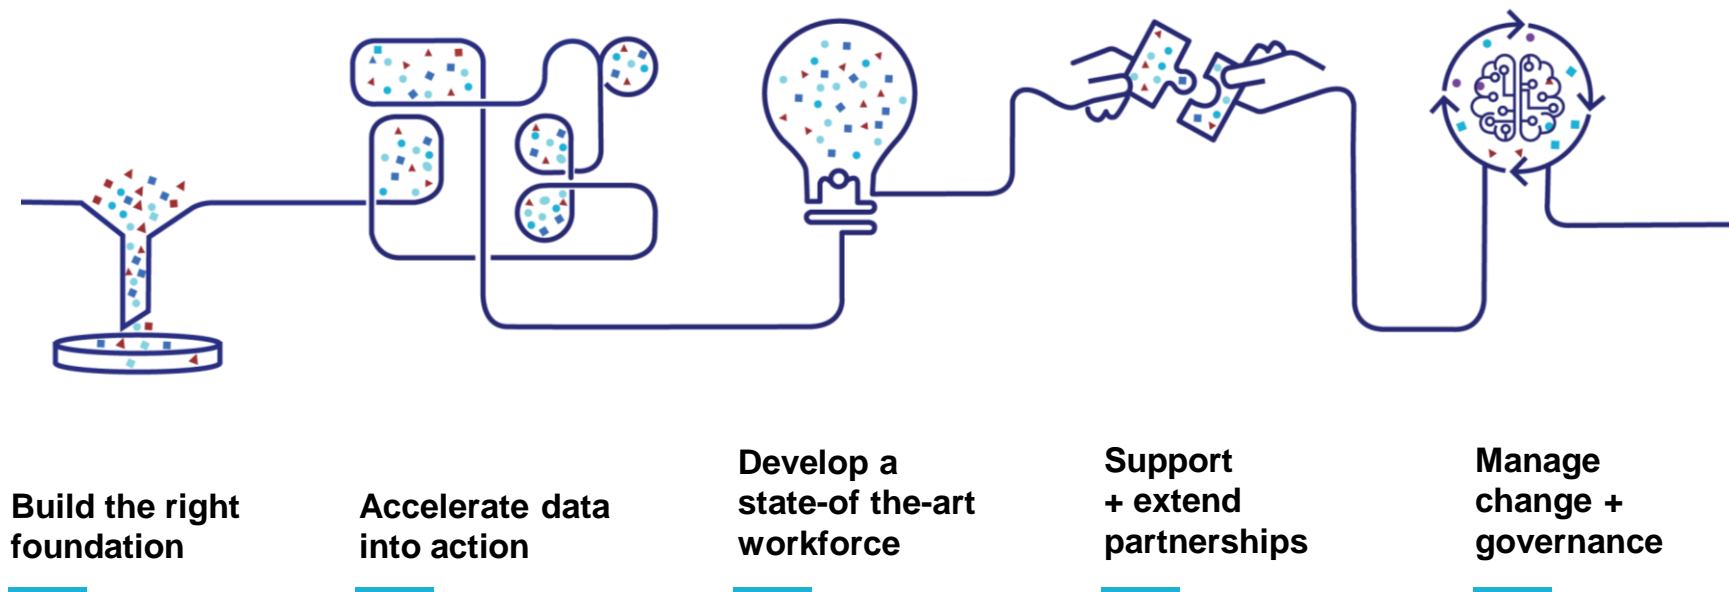 Build the right
foundation
Accelerate data
into action
Develop a
state-of the-art
workforce
Support
+ extend
partnerships
Manage
change +
governance